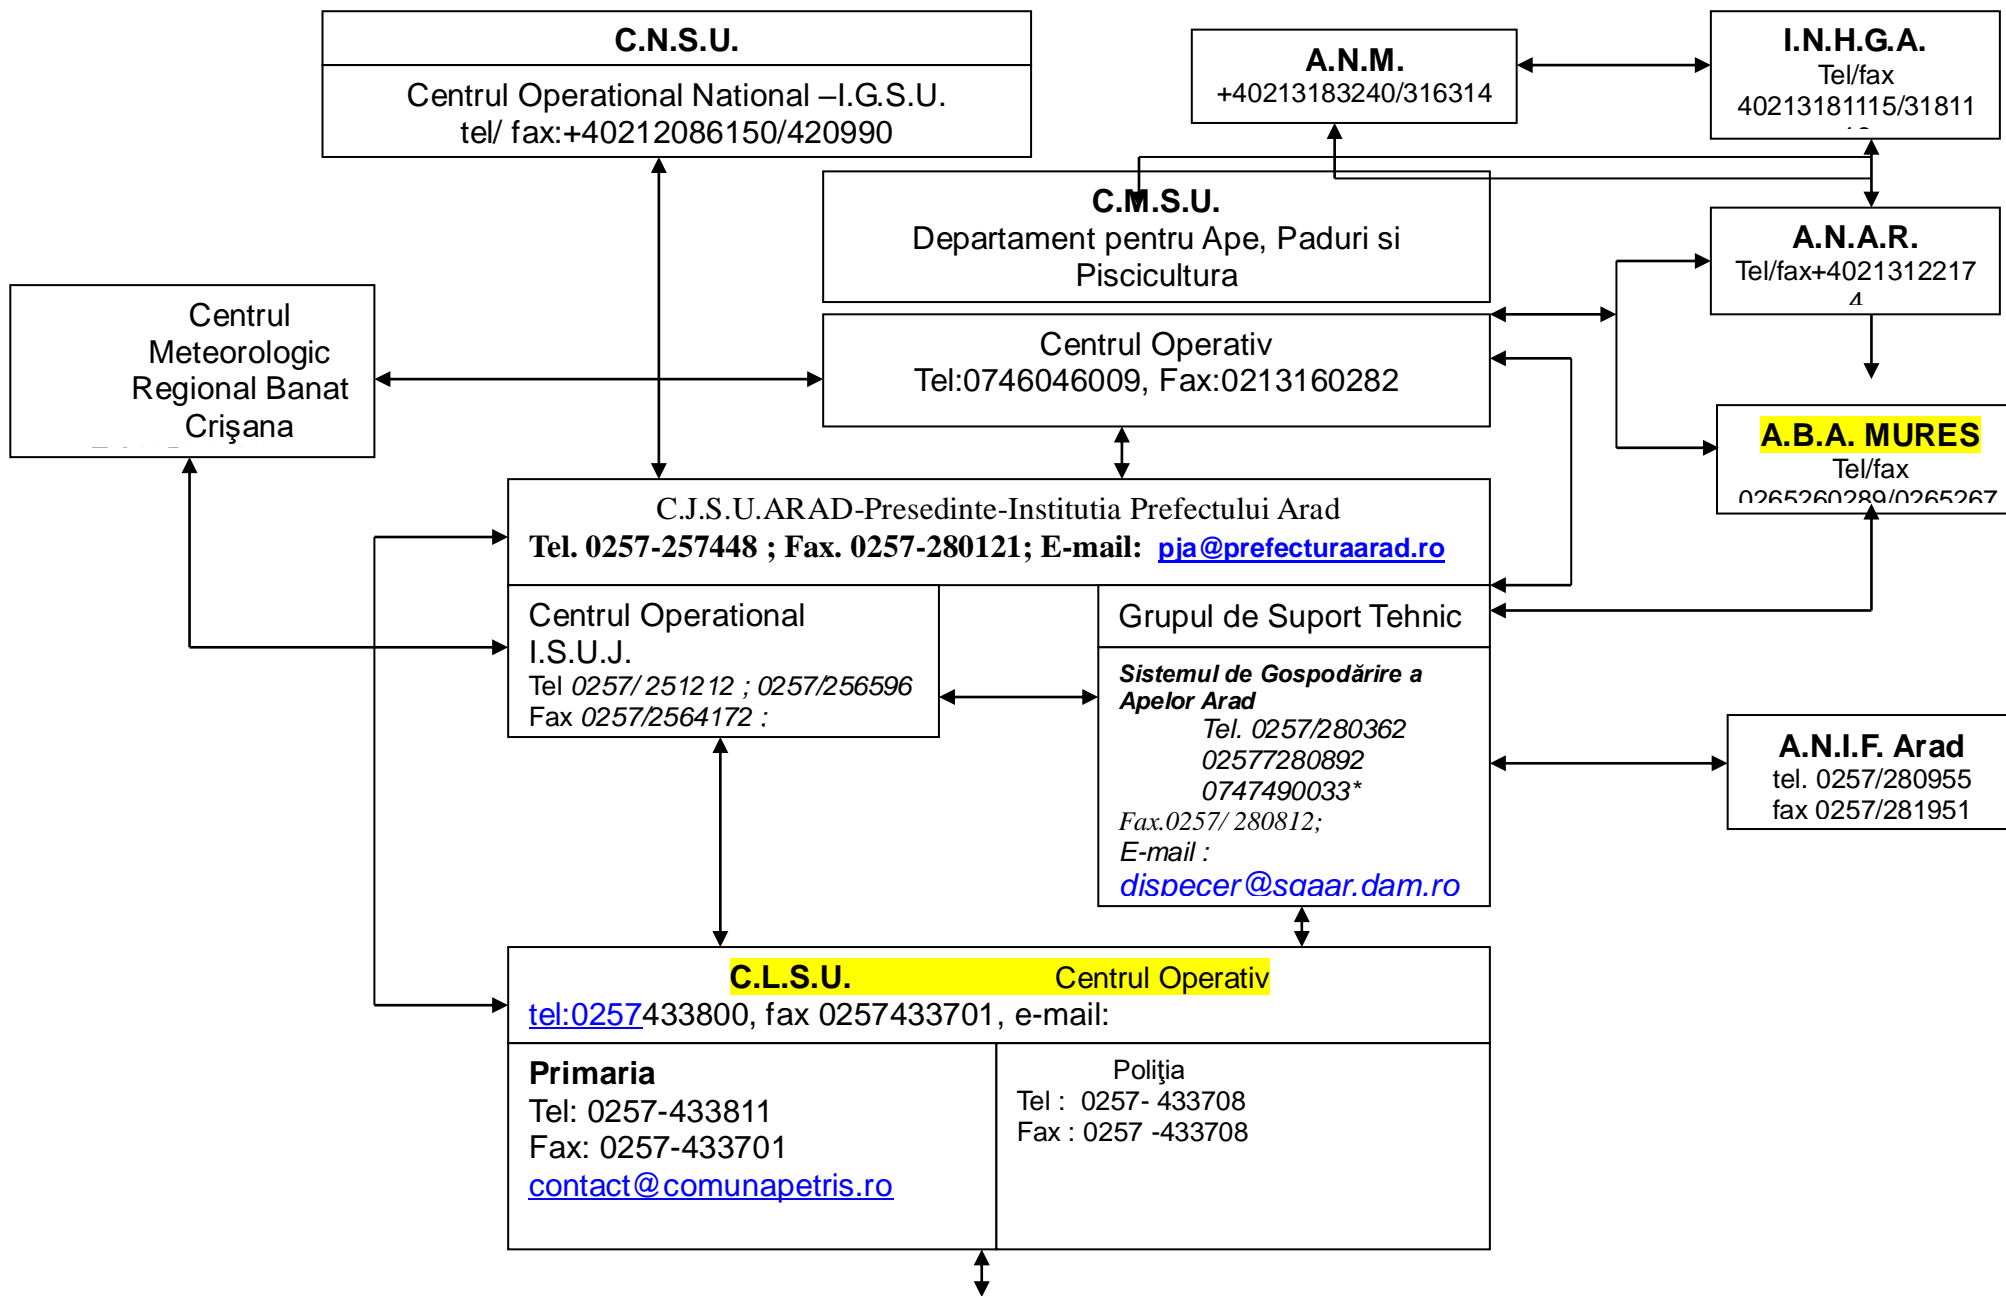 C.N.S.U.
Centrul Operational National –I.G.S.U.
tel/ fax:+40212086150/420990
A.N.M.
+40213183240/316314
I.N.H.G.A.
Tel/fax
40213181115/31811
C.M.S.U.
Departament pentru Ape, Paduri si
Piscicultura
A.N.A.R.
Tel/fax+4021312217
4
Centrul
Meteorologic
Regional Banat
Crişana
Centrul Operativ
Tel:0746046009, Fax:0213160282
A.B.A. MURES
Tel/fax
0265260289/0265267
C.J.S.U.ARAD-Presedinte-Institutia Prefectului Arad
Tel. 0257-257448 ; Fax. 0257-280121; E-mail: pja@prefecturaarad.ro
Centrul Operational
I.S.U.J.
Tel 0257/ 251212 ; 0257/256596
Fax 0257/2564172 ;
Grupul de Suport Tehnic
Sistemul de Gospodărire a
Apelor Arad
Tel. 0257/280362
02577280892
0747490033*
Fax.0257/ 280812;
E-mail :
dispecer@sgaar.dam.ro
A.N.I.F. Arad
tel. 0257/280955
fax 0257/281951
C.L.S.U. Centrul Operativ
tel:0257433800, fax 0257433701, e-mail:
Primaria
Tel: 0257-433811
Fax: 0257-433701
contact@comunapetris.ro
Poliţia
Tel : 0257- 433708
Fax : 0257 -433708